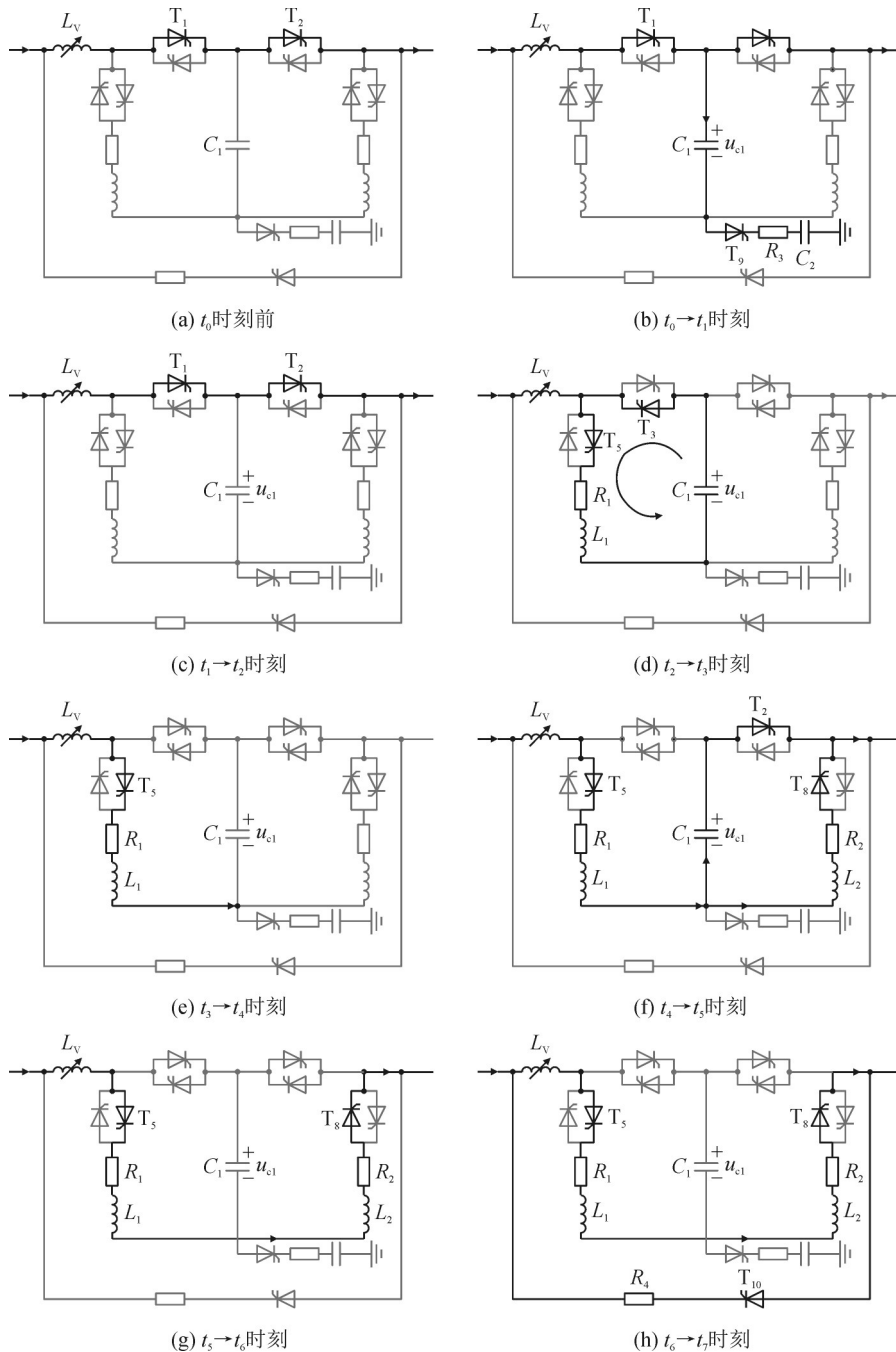 L_V T_1 T_2
C_1
(a) t_0时刻前
L_V T_1
C_1 + − u_c1
T_9 R_3 C_2
(b) t_0→t_1时刻
L_V T_1 T_2
C_1 + − u_c1
(c) t_1→t_2时刻
L_V
T_5 T_3
R_1 C_1 + − u_c1
L_1
(d) t_2→t_3时刻
L_V
T_5
R_1 C_1 + − u_c1
L_1
(e) t_3→t_4时刻
L_V T_2
T_5 T_8
R_1 C_1 + − u_c1 R_2
L_1 L_2
(f) t_4→t_5时刻
L_V
T_5 T_8
R_1 C_1 + − u_c1 R_2
L_1 L_2
(g) t_5→t_6时刻
L_V
T_5 T_8
R_1 C_1 + − u_c1 R_2
L_1 L_2
R_4 T_10
(h) t_6→t_7时刻